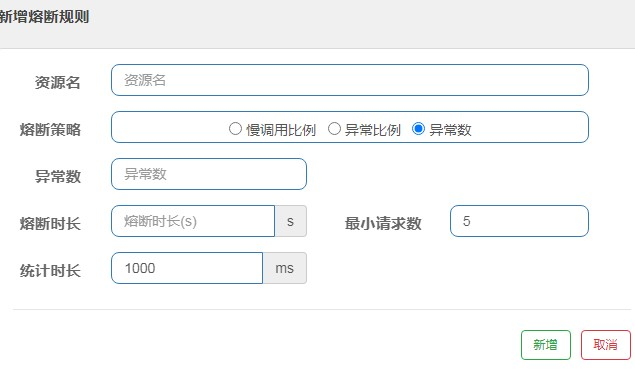 新增熔断规则
资源名 资源名
熔断策略 慢调用比例 异常比例 异常数
异常数 异常数
熔断时长 熔断时长(s) s 最小请求数 5
统计时长 1000 ms
新增 取消